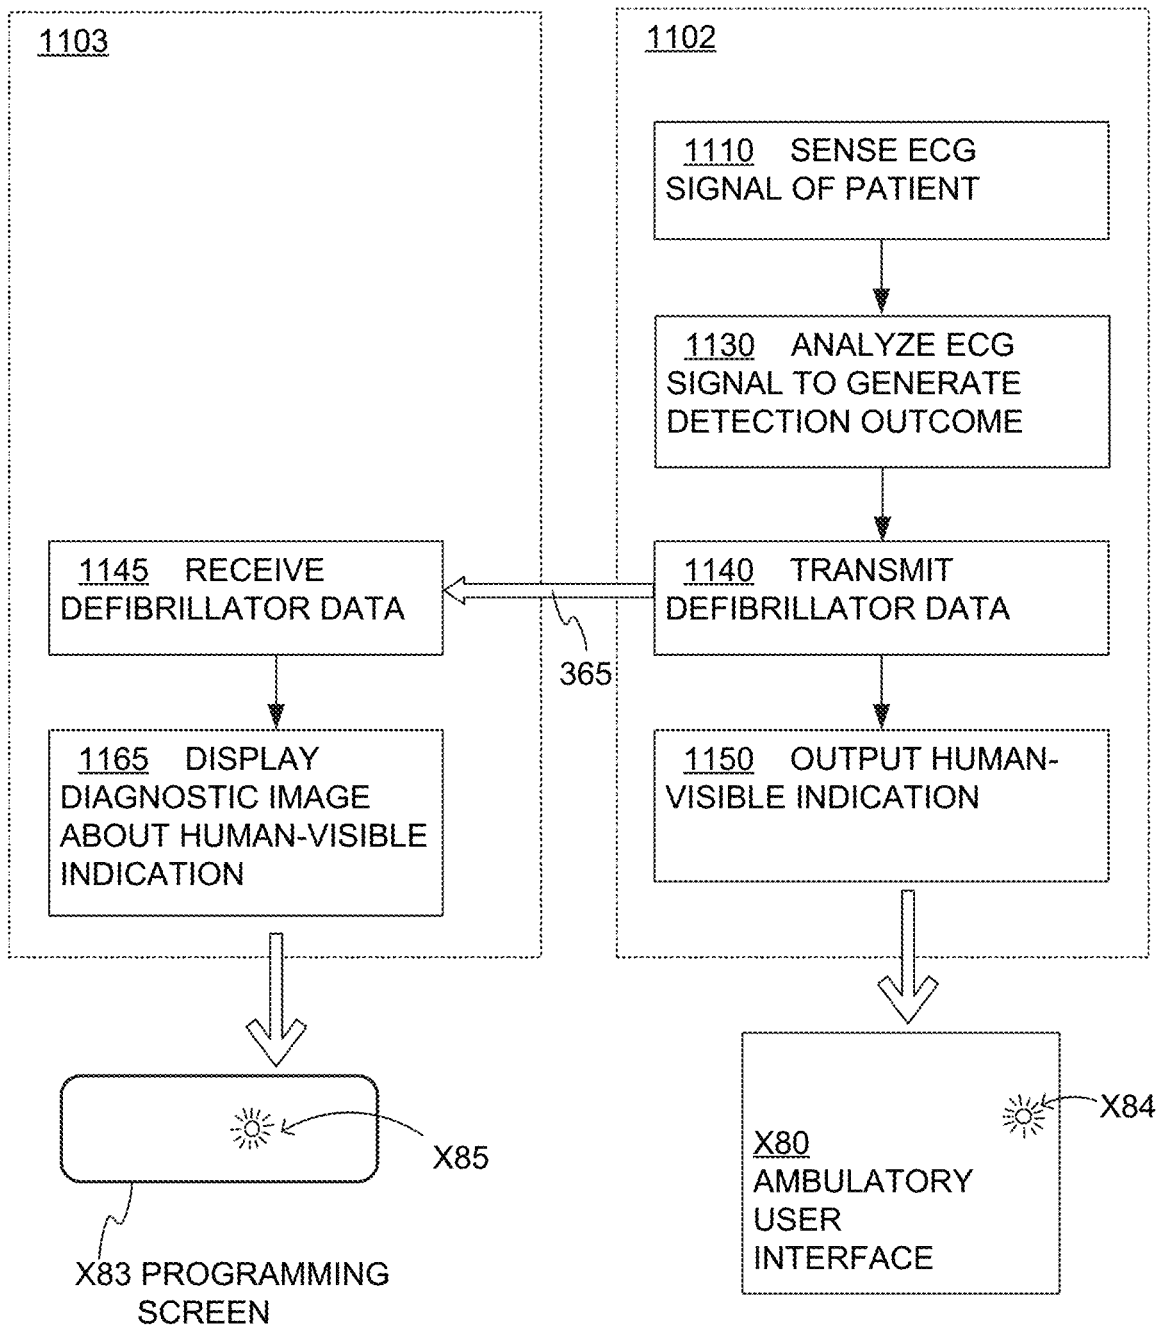 1103
1102
1110 SENSE ECG
SIGNAL OF PATIENT
1130 ANALYZE ECG
SIGNAL TO GENERATE
DETECTION OUTCOME
1145 RECEIVE
DEFIBRILLATOR DATA
1140 TRANSMIT
DEFIBRILLATOR DATA
365
1165 DISPLAY
DIAGNOSTIC IMAGE
ABOUT HUMAN-VISIBLE
INDICATION
1150 OUTPUT HUMAN-
VISIBLE INDICATION
X85
X83 PROGRAMMING
SCREEN
X84
X80
AMBULATORY
USER
INTERFACE